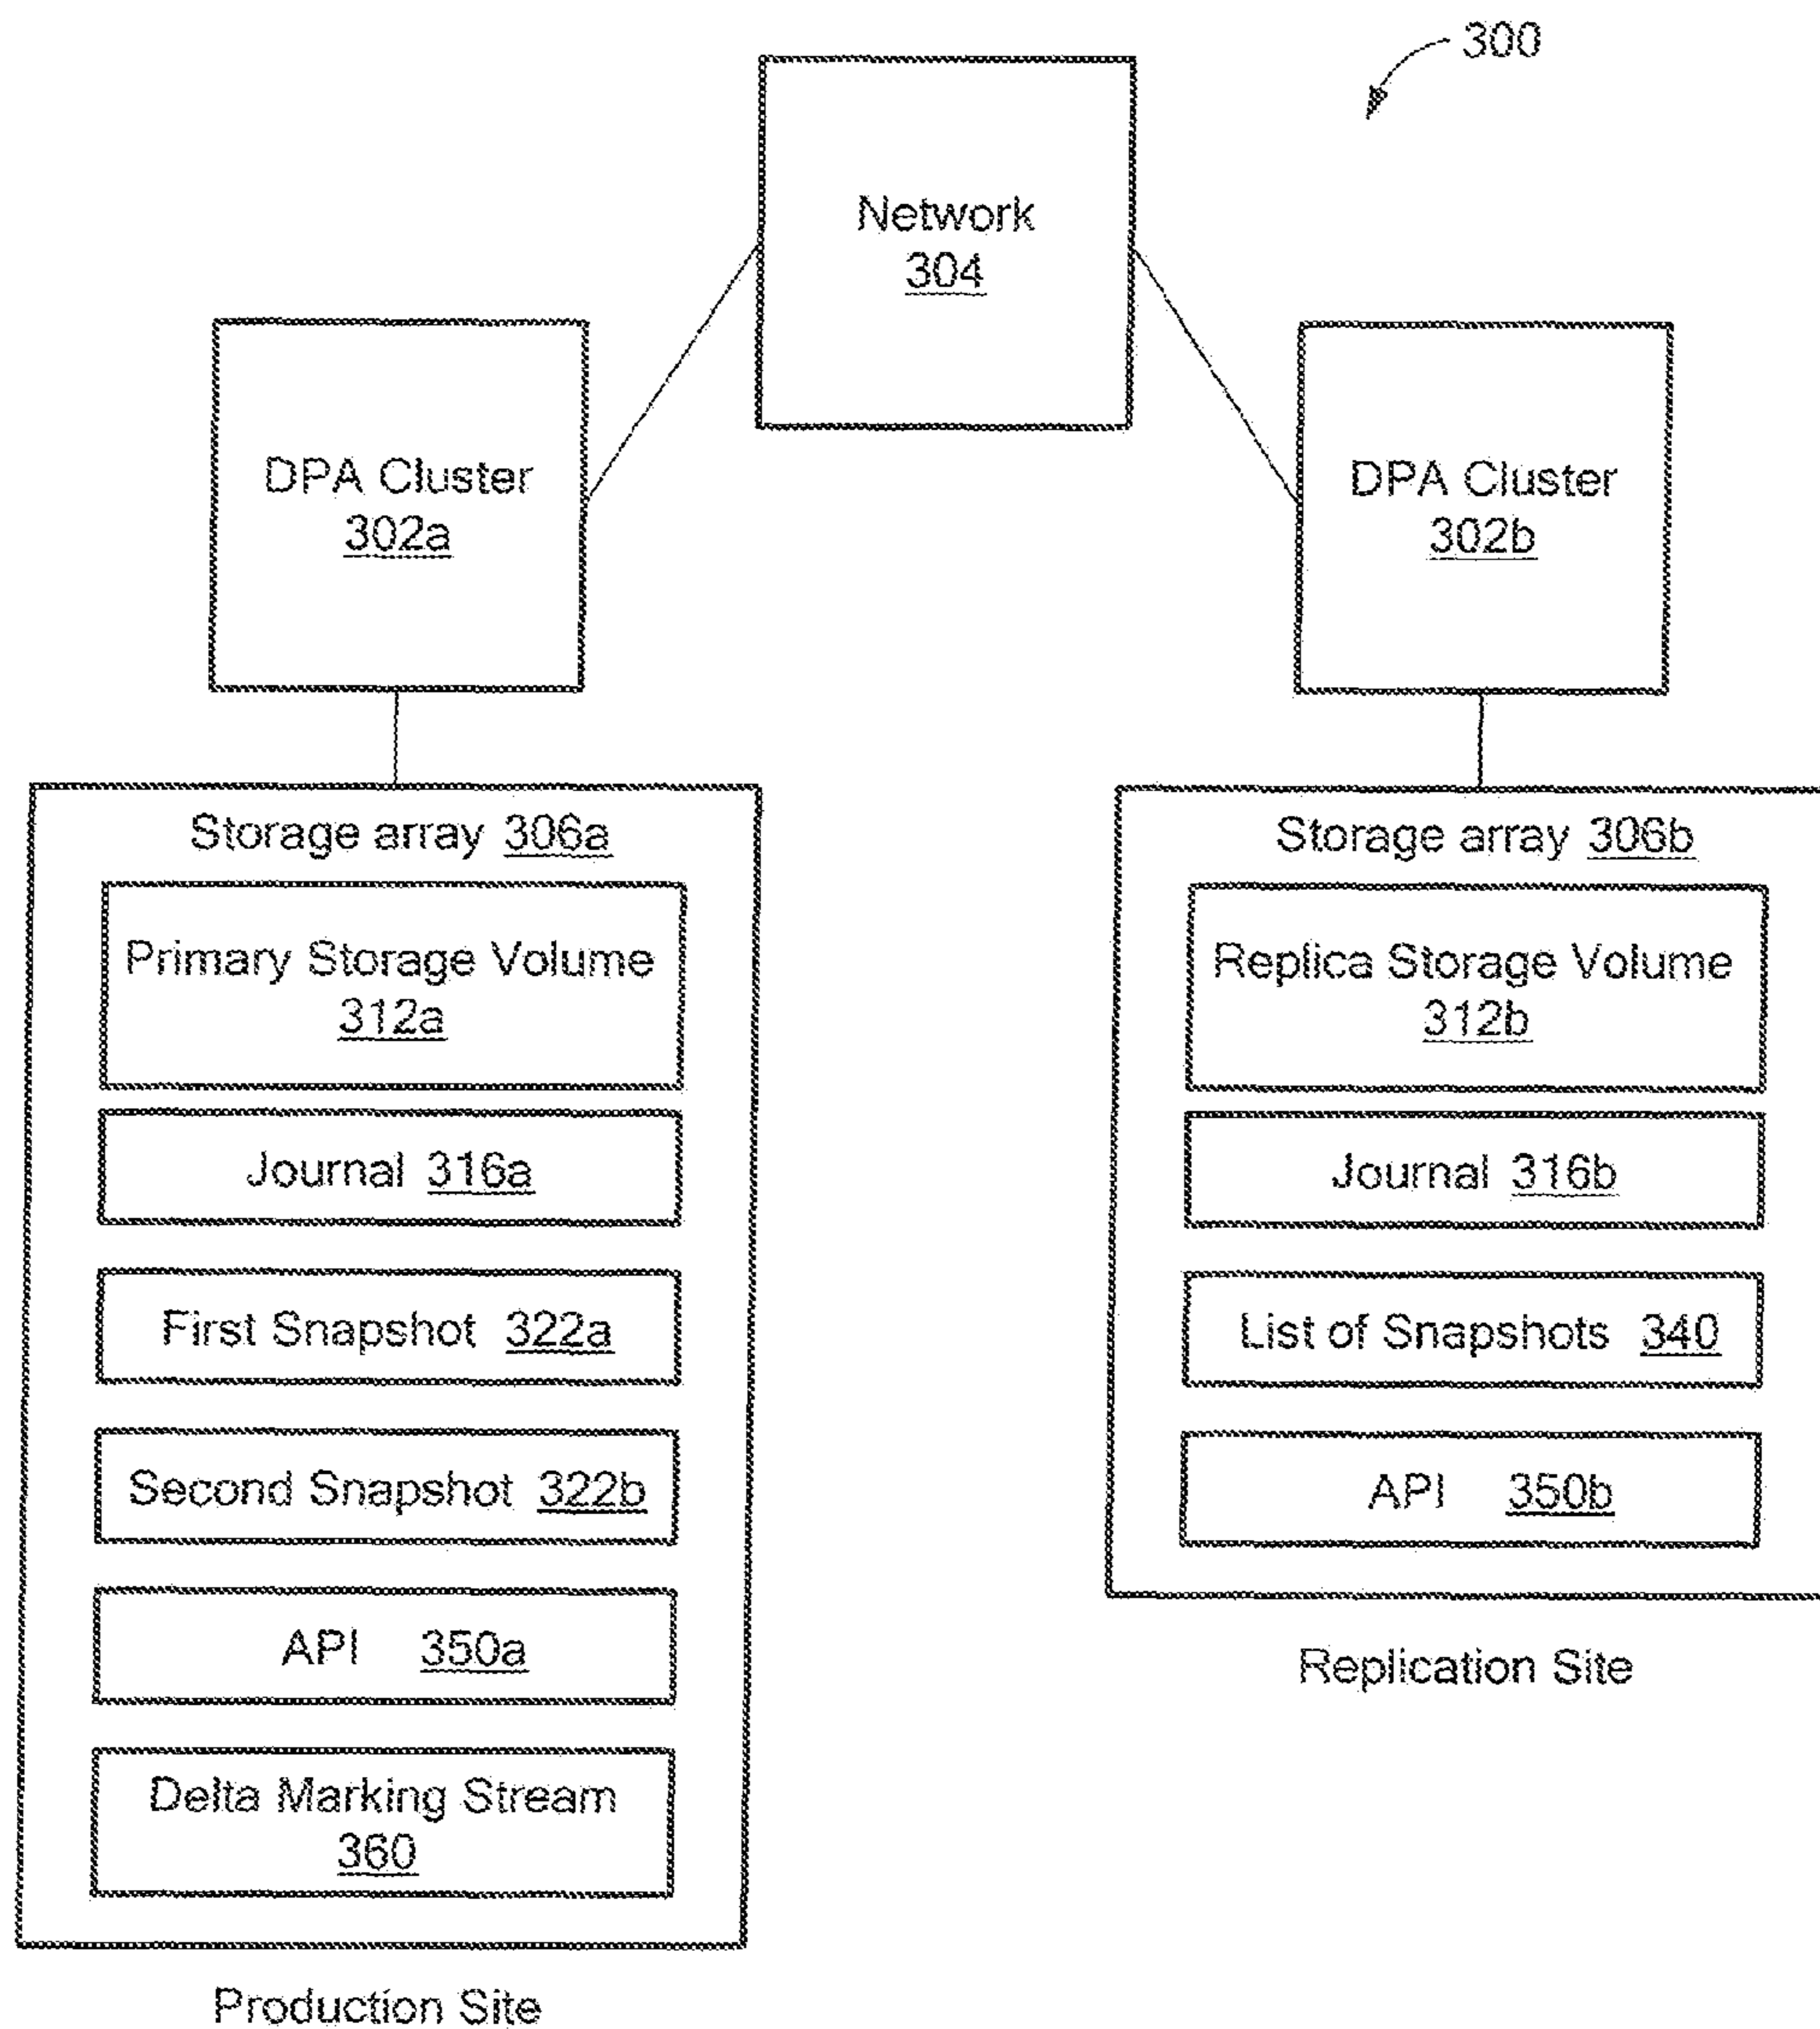 300
Network
304
DPA Cluster
302a
DPA Cluster
302b
Storage array 306a
Primary Storage Volume
312a
Journal 316a
First Snapshot 322a
Second Snapshot 322b
API 350a
Delta Marking Stream
360
Production Site
Storage array 306b
Replica Storage Volume
312b
Journal 316b
List of Snapshots 340
API 350b
Replication Site